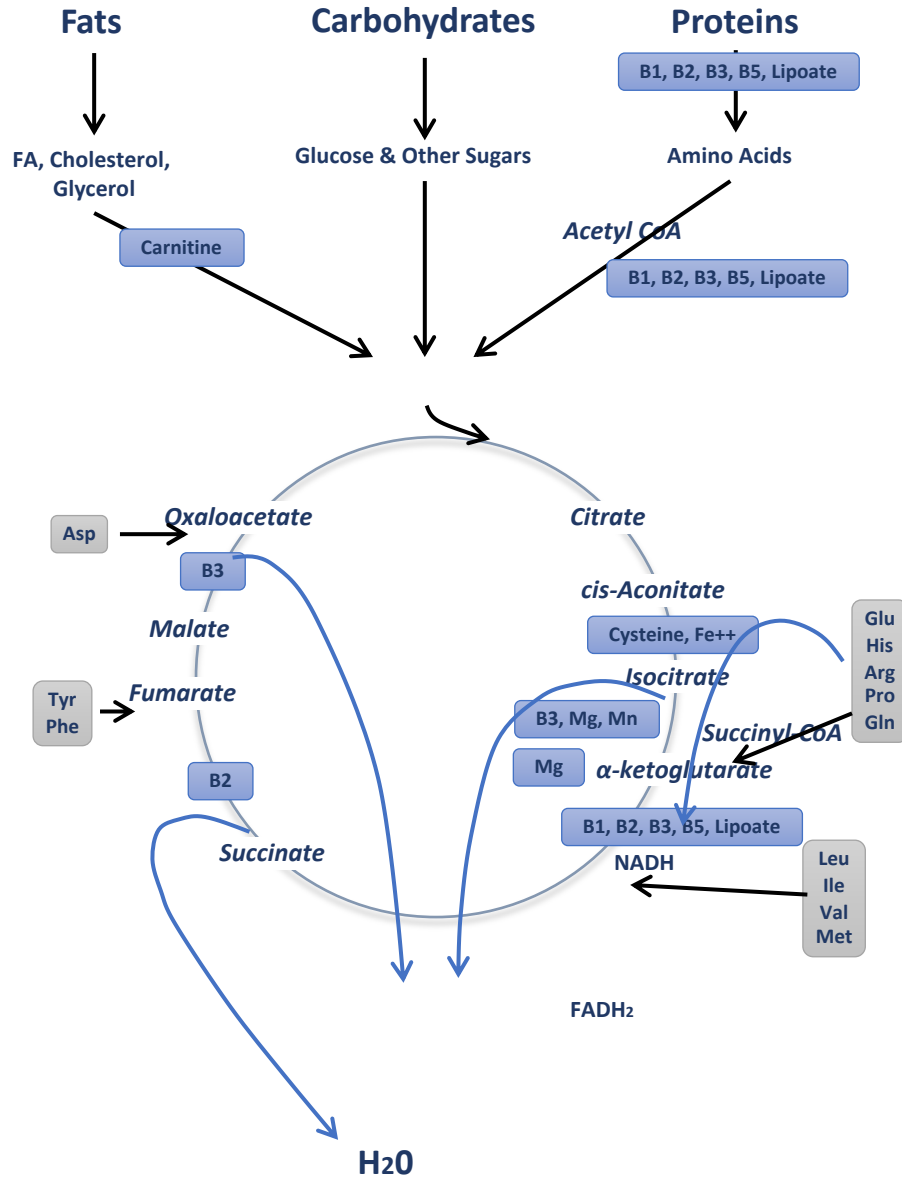 Fats
Carbohydrates
Proteins
B1, B2, B3, B5, Lipoate
FA, Cholesterol,
Glycerol
Glucose & Other Sugars
Amino Acids
Carnitine
Acetyl CoA
B1, B2, B3, B5, Lipoate
Oxaloacetate
Citrate
Asp
B3
cis-Aconitate
Malate
Cysteine, Fe++
Glu
His
Arg
Pro
Gln
Isocitrate
Fumarate
Tyr
Phe
B3, Mg, Mn
Succinyl-CoA
Mg
α-ketoglutarate
B2
B1, B2, B3, B5, Lipoate
Succinate
NADH
Leu
Ile
Val
Met
FADH₂
H₂0